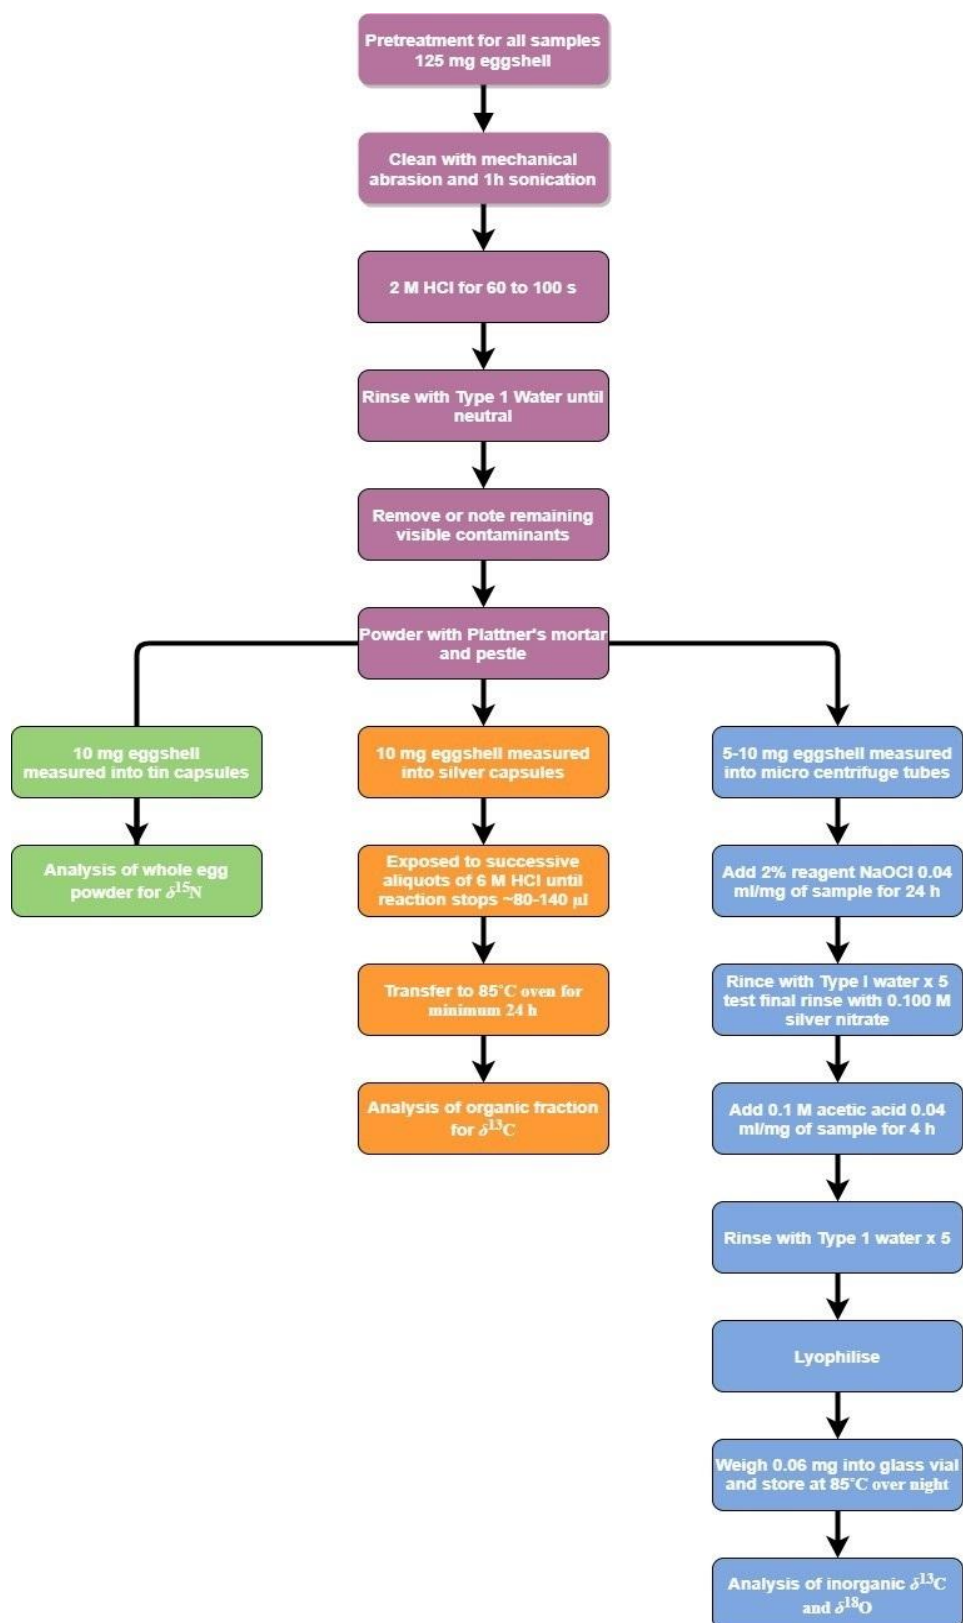 Pretreatment for all samples
125 mg eggshell
Clean with mechanical
abrasion and 1h sonication
2 M HCl for 60 to 100 s
Rinse with Type 1 Water until
neutral
Remove or note remaining
visible contaminants
Powder with Plattner's mortar
and pestle
10 mg eggshell
measured into tin capsules
Analysis of whole egg
powder for δ¹⁵N
10 mg eggshell measured
into silver capsules
Exposed to successive
aliquots of 6 M HCl until
reaction stops ~80-140 µl
Transfer to 85°C oven for
minimum 24 h
Analysis of organic fraction
for δ¹³C
5-10 mg eggshell measured
into micro centrifuge tubes
Add 2% reagent NaOCl 0.04
ml/mg of sample for 24 h
Rince with Type I water x 5
test final rinse with 0.100 M
silver nitrate
Add 0.1 M acetic acid 0.04
ml/mg of sample for 4 h
Rinse with Type 1 water x 5
Lyophilise
Weigh 0.06 mg into glass vial
and store at 85°C over night
Analysis of inorganic δ¹³C
and δ¹⁸O